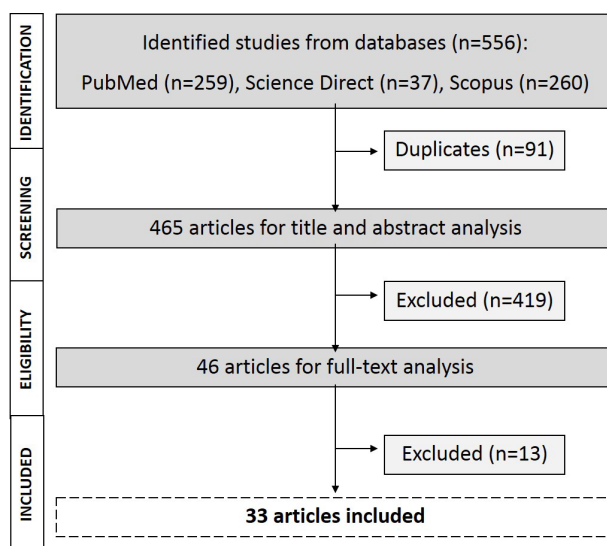 IDENTIFICATION
Identified studies from databases (n=556):
PubMed (n=259), Science Direct (n=37), Scopus (n=260)
Duplicates (n=91)
SCREENING
465 articles for title and abstract analysis
Excluded (n=419)
ELIGIBILITY
46 articles for full-text analysis
Excluded (n=13)
INCLUDED
33 articles included